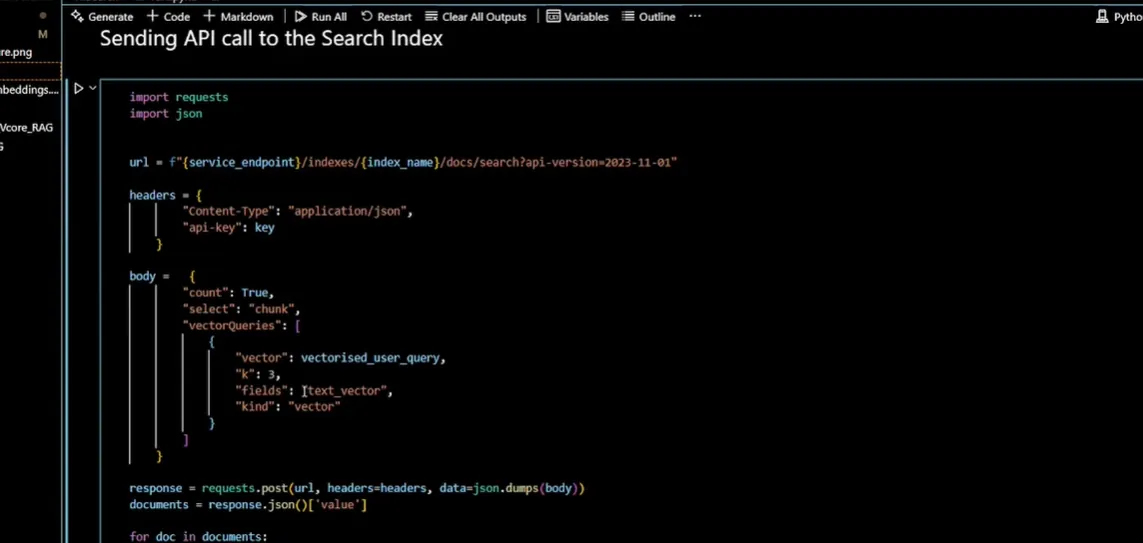 Generate + Code + Markdown Run All Restart Clear All Outputs Variables Outline ... Pytho
M
Sending API call to the Search Index
re.png
beddings....
Vcore_RAG
G
import requests
import json
url = f"{service_endpoint}/indexes/{index_name}/docs/search?api-version=2023-11-01"
headers = {
"Content-Type": "application/json",
"api-key": key
}
body = {
"count": True,
"select": "chunk",
"vectorQueries": [
{
"vector": vectorised_user_query,
"k": 3,
"fields": "text_vector",
"kind": "vector"
}
]
}
response = requests.post(url, headers=headers, data=json.dumps(body))
documents = response.json()['value']
for doc in documents: